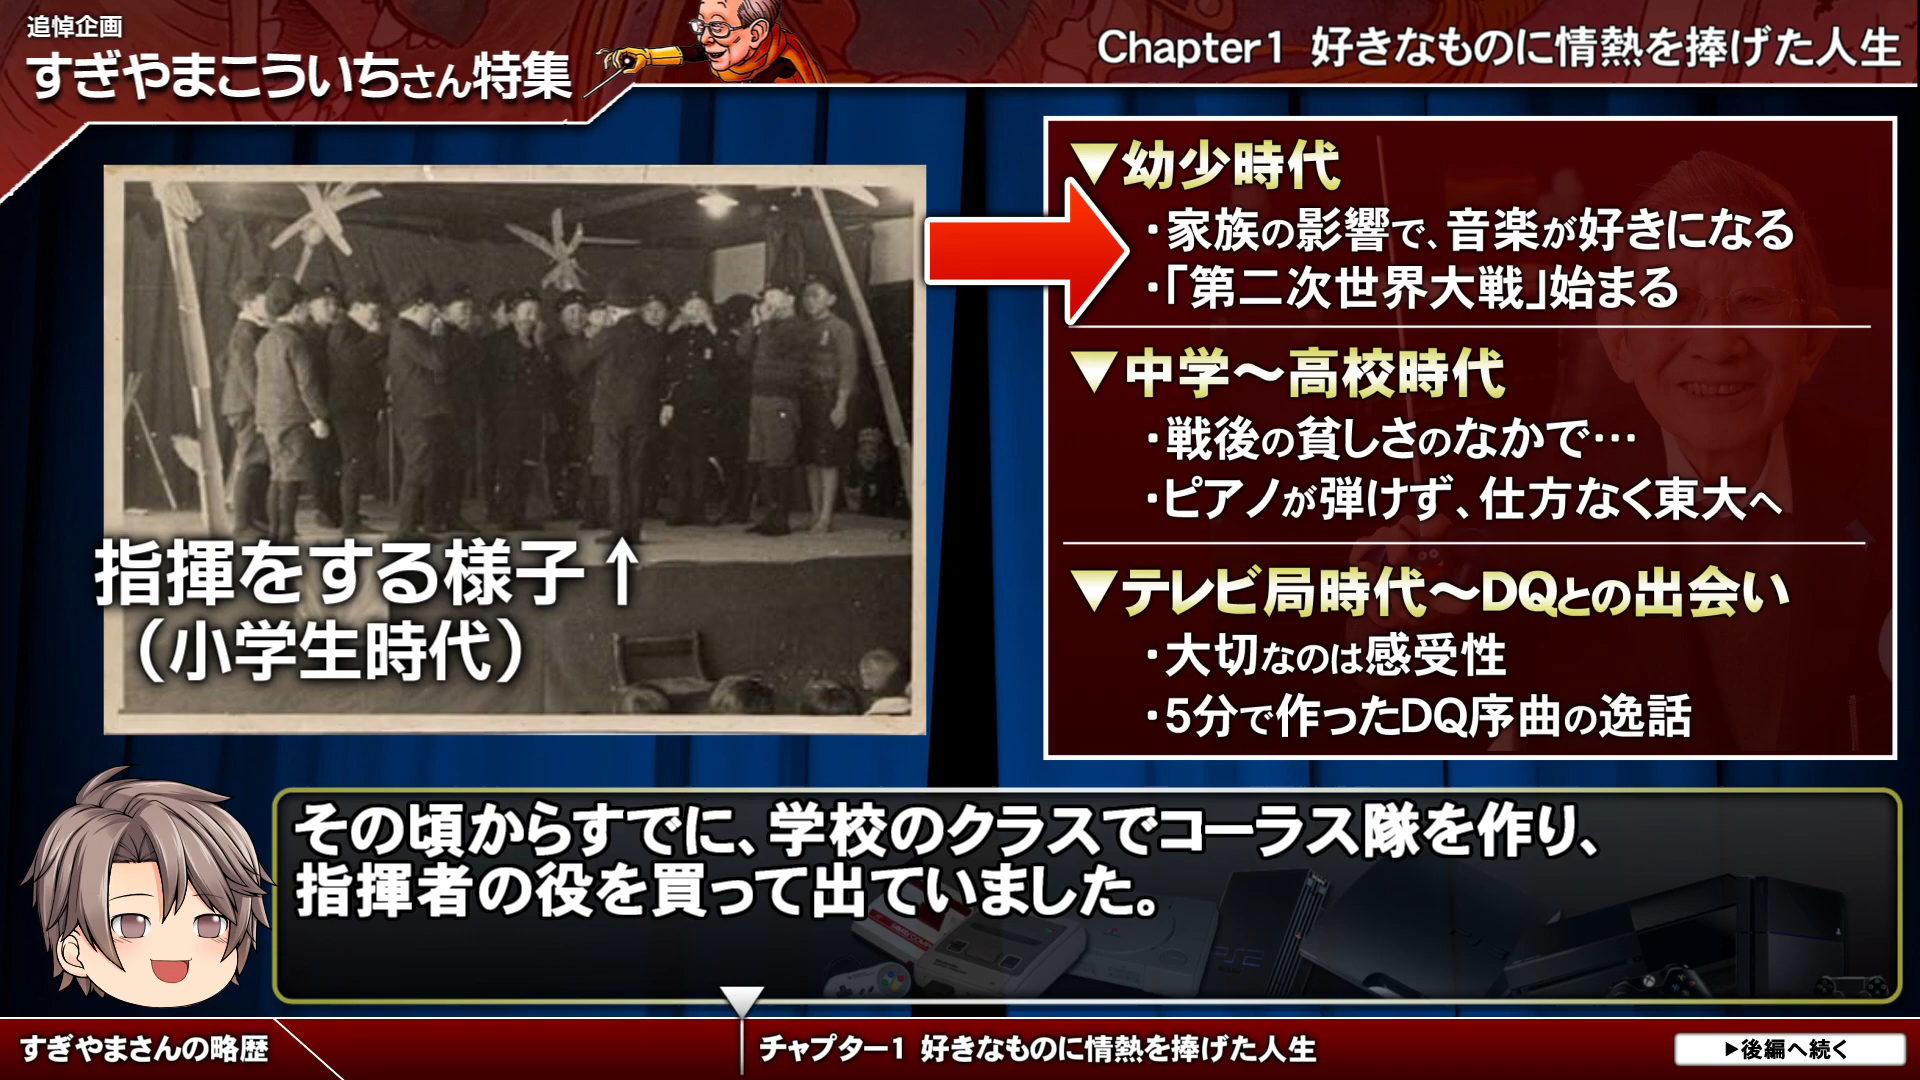 追悼企画
すぎやまこういちさん特集
Chapter1 好きなものに情熱を捧げた人生
▼幼少時代
・家族の影響で、音楽が好きになる
・「第二次世界大戦」始まる
▼中学～高校時代
・戦後の貧しさのなかで…
・ピアノが弾けず、仕方なく東大へ
▼テレビ局時代～DQとの出会い
・大切なのは感受性
・5分で作ったDQ序曲の逸話
指揮をする様子↑
（小学生時代）
その頃からすでに、学校のクラスでコーラス隊を作り、
指揮者の役を買って出ていました。
すぎやまさんの略歴
チャプター1 好きなものに情熱を捧げた人生
▶後編へ続く